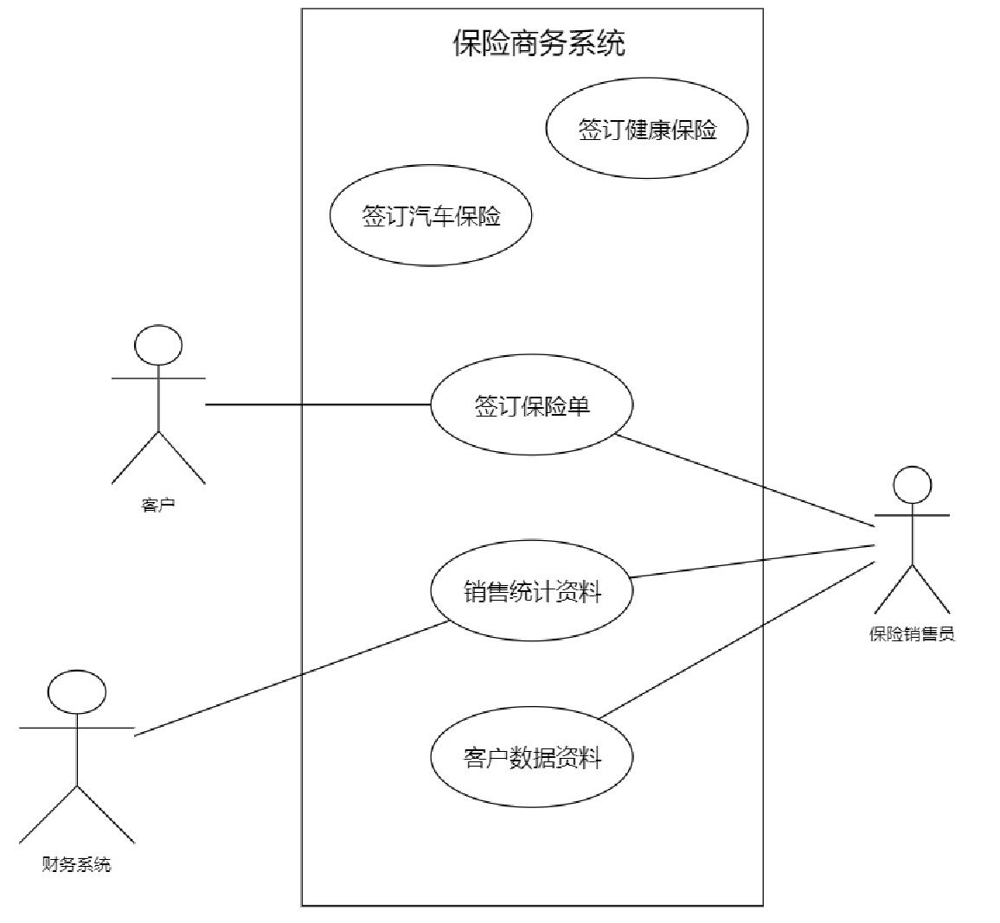 保险商务系统
签订健康保险
签订汽车保险
签订保险单
客户
销售统计资料
保险销售员
客户数据资料
财务系统